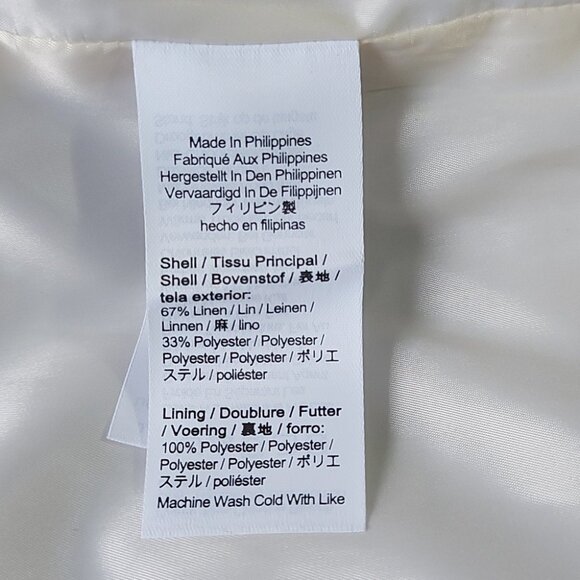 Made In Philippines
Fabriqué Aux Philippines
Hergestellt In Den Philippinen
Vervaardigd In De Filippijnen
フィリピン製
hecho en filipinas
Shell / Tissu Principal /
Shell / Bovenstof / 表地 /
tela exterior:
67% Linen / Lin / Leinen /
Linnen / 麻 / lino
33% Polyester / Polyester /
Polyester / Polyester / ポリエ
ステル / poliéster
Lining / Doublure / Futter
/ Voering / 裏地 / forro:
100% Polyester / Polyester /
Polyester / Polyester / ポリエ
ステル / poliéster
Machine Wash Cold With Like